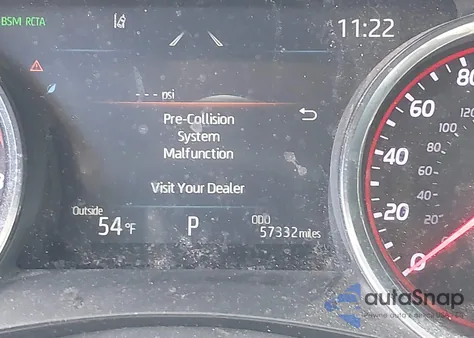 BSM RCTA
11:22
--- psi
Pre-Collision
System
Malfunction
Visit Your Dealer
Outside
54 °F
P
ODO
57332 miles
80
60
40
20
0
120
100
80
60
40
20
autoSnap